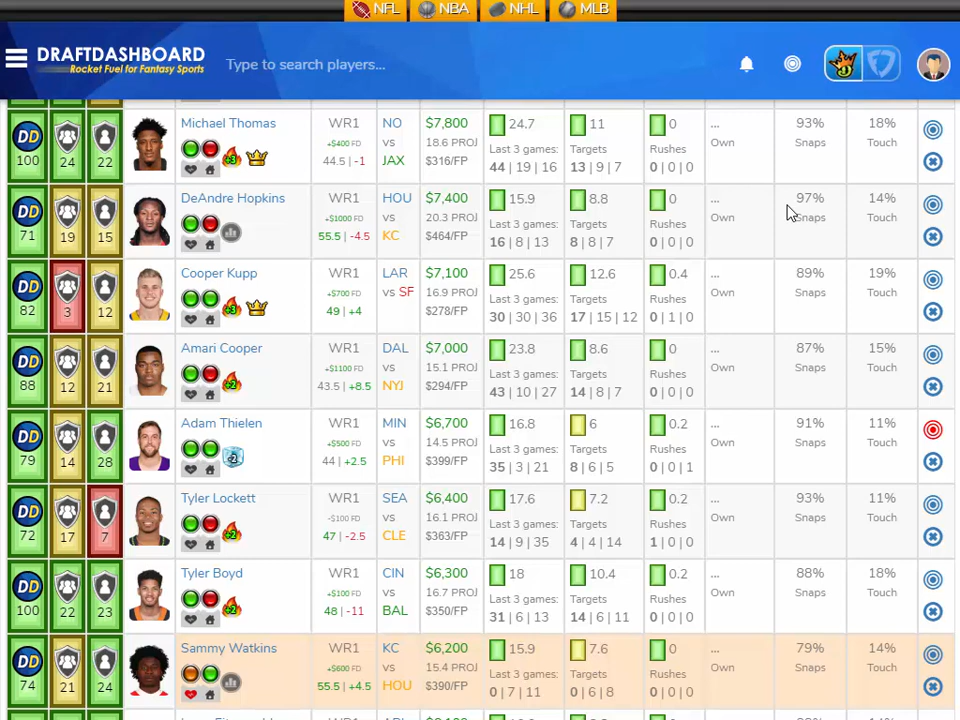 NFL NBA NHL MLB
DRAFTDASHBOARD
Rocket Fuel for Fantasy Sports
Type to search players...
DD 100 24 22 Michael Thomas WR1 NO $7,800 24.7 11 0 ... 93% 18%
+3 +$400 FD vs 18.6 PROJ Last 3 games: Targets Rushes Own Snaps Touch
44.5 | -1 JAX $316/FP 44 | 19 | 16 13 | 9 | 7 0 | 0 | 0
DD 71 19 15 DeAndre Hopkins WR1 HOU $7,400 15.9 8.8 0 ... 97% 14%
+$1000 FD vs 20.3 PROJ Last 3 games: Targets Rushes Own Snaps Touch
55.5 | -4.5 KC $464/FP 16 | 8 | 13 8 | 8 | 7 0 | 0 | 0
DD 82 3 12 Cooper Kupp WR1 LAR $7,100 25.6 12.6 0.4 ... 89% 19%
+3 +$700 FD vs SF 16.9 PROJ Last 3 games: Targets Rushes Own Snaps Touch
49 | +4 $278/FP 30 | 30 | 36 17 | 15 | 12 0 | 1 | 0
DD 88 12 21 Amari Cooper WR1 DAL $7,000 23.8 8.6 0 ... 87% 15%
+2 +$1100 FD vs 15.1 PROJ Last 3 games: Targets Rushes Own Snaps Touch
43.5 | +8.5 NYJ $294/FP 43 | 10 | 27 14 | 8 | 7 0 | 0 | 0
DD 79 14 28 Adam Thielen WR1 MIN $6,700 16.8 6 0.2 ... 91% 11%
-2 +$500 FD vs 14.5 PROJ Last 3 games: Targets Rushes Own Snaps Touch
44 | +2.5 PHI $399/FP 35 | 3 | 21 8 | 6 | 5 0 | 0 | 1
DD 72 17 7 Tyler Lockett WR1 SEA $6,400 17.6 7.2 0.2 ... 93% 11%
+2 -$100 FD vs 16.1 PROJ Last 3 games: Targets Rushes Own Snaps Touch
47 | -2.5 CLE $363/FP 14 | 9 | 35 4 | 4 | 14 1 | 0 | 0
DD 100 22 23 Tyler Boyd WR1 CIN $6,300 18 10.4 0.2 ... 88% 18%
+2 +$100 FD vs 16.7 PROJ Last 3 games: Targets Rushes Own Snaps Touch
48 | -11 BAL $350/FP 31 | 6 | 13 14 | 6 | 11 0 | 0 | 0
DD 74 21 24 Sammy Watkins WR1 KC $6,200 15.9 7.6 0 ... 79% 14%
+$600 FD vs 15.4 PROJ Last 3 games: Targets Rushes Own Snaps Touch
55.5 | +4.5 HOU $390/FP 0 | 7 | 11 0 | 6 | 8 0 | 0 | 0